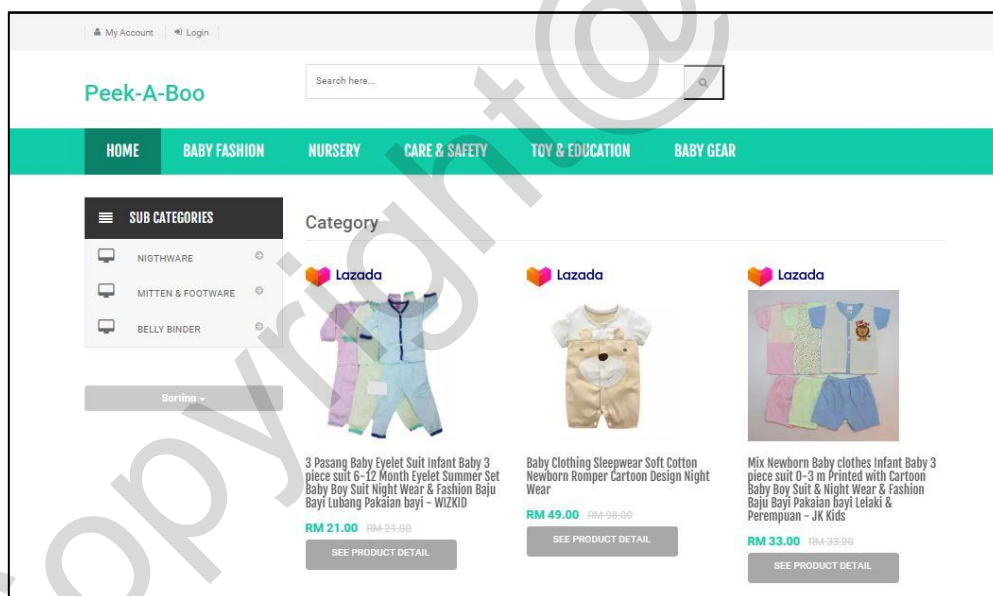 My Account Login
Peek-A-Boo
Search here...
HOME BABY FASHION NURSERY CARE & SAFETY TOY & EDUCATION BABY GEAR
SUB CATEGORIES
NIGTHWARE
MITTEN & FOOTWARE
BELLY BINDER
Sorting
Category
Lazada
3 Pasang Baby Eyelet Suit Infant Baby 3
piece suit 6-12 Month Eyelet Summer Set
Baby Boy Suit Night Wear & Fashion Baju
Bayi Lubang Pakaian bayi - WIZKID
RM 21.00 RM 21.00
SEE PRODUCT DETAIL
Lazada
Baby Clothing Sleepwear Soft Cotton
Newborn Romper Cartoon Design Night
Wear
RM 49.00 RM 98.00
SEE PRODUCT DETAIL
Lazada
Mix Newborn Baby clothes Infant Baby 3
piece suit 0-3 m Printed with Cartoon
Baby Boy Suit & Night Wear & Fashion
Baju Bayi Pakaian bayi Lelaki &
Perempuan - JK Kids
RM 33.00 RM 33.00
SEE PRODUCT DETAIL
Copyright@